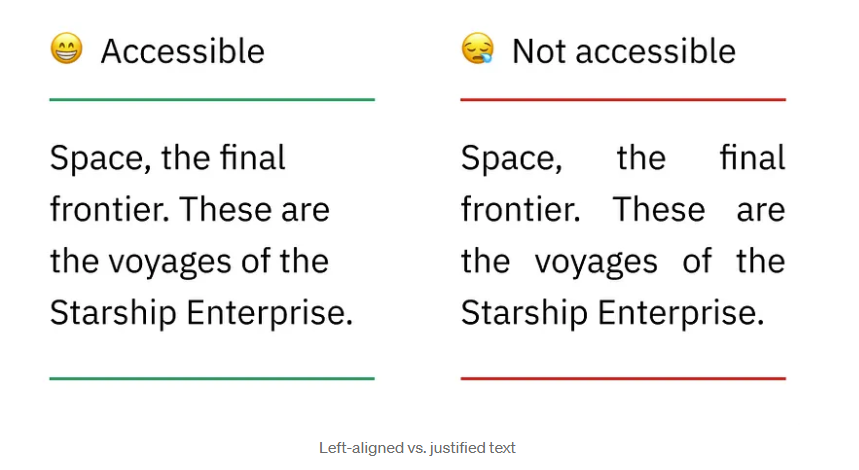 😁 Accessible
Space, the final
frontier. These are
the voyages of the
Starship Enterprise.
😪 Not accessible
Space, the final
frontier. These are
the voyages of the
Starship Enterprise.
Left-aligned vs. justified text